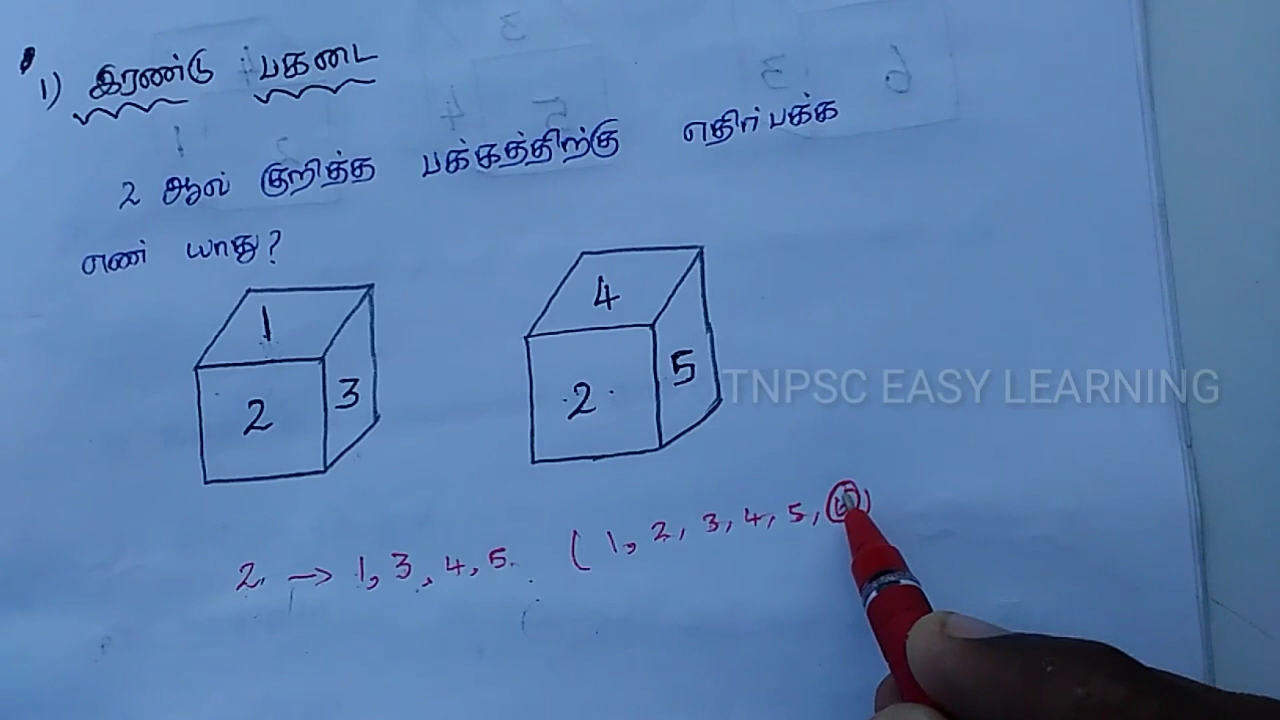 1) இரண்டு பகடை
2 ஆல் குறித்த பக்கத்திற்கு எதிர்பக்க
எண் யாது?
1
2
3
4
2
5
TNPSC EASY LEARNING
2 → 1, 3, 4, 5. (1, 2, 3, 4, 5, 6)